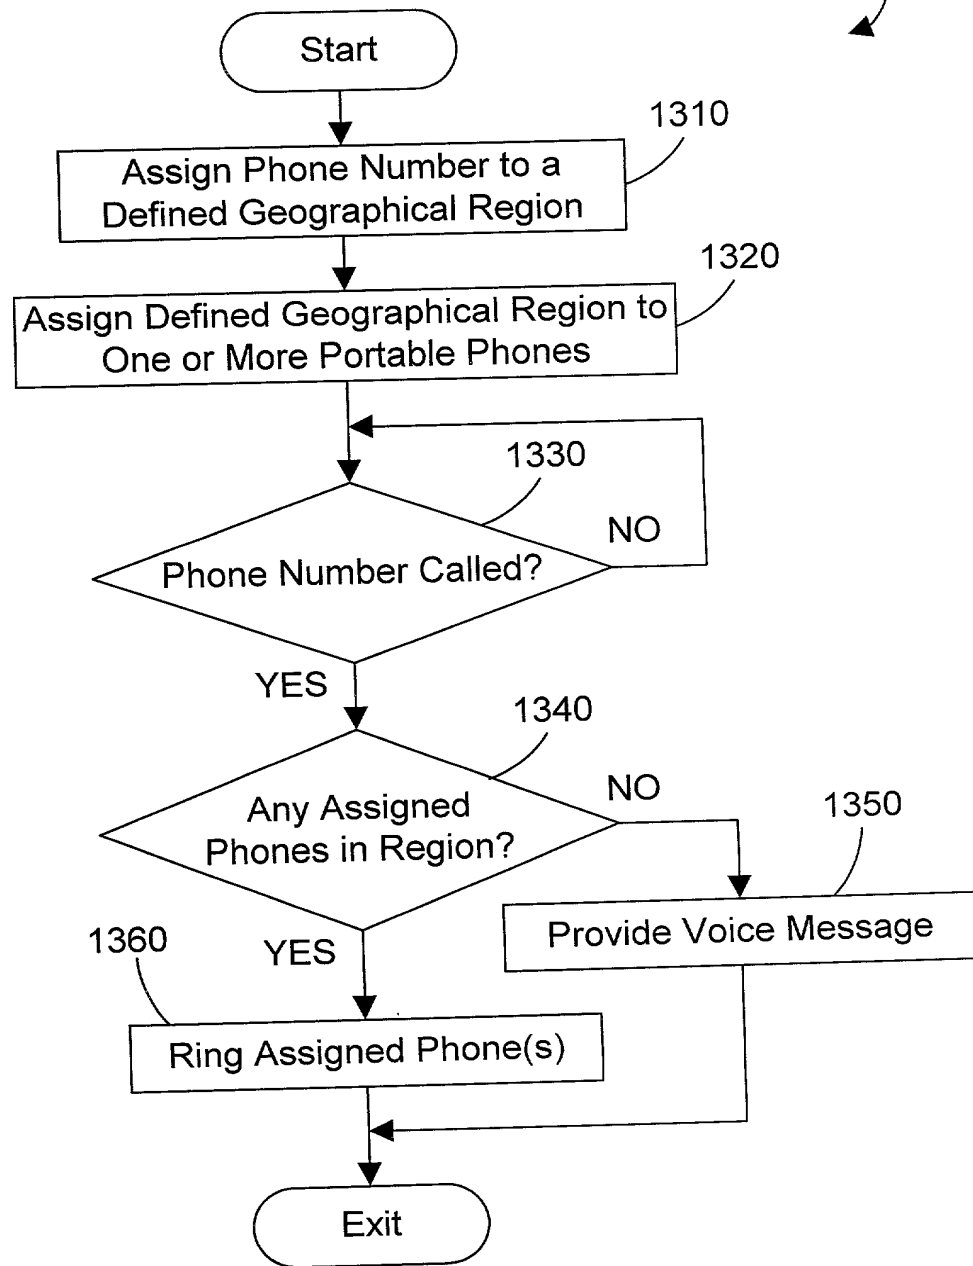 Start
1310
Assign Phone Number to a
Defined Geographical Region
1320
Assign Defined Geographical Region to
One or More Portable Phones
1330
NO
Phone Number Called?
YES
1340
NO
Any Assigned
Phones in Region?
1350
1360
YES
Provide Voice Message
Ring Assigned Phone(s)
Exit